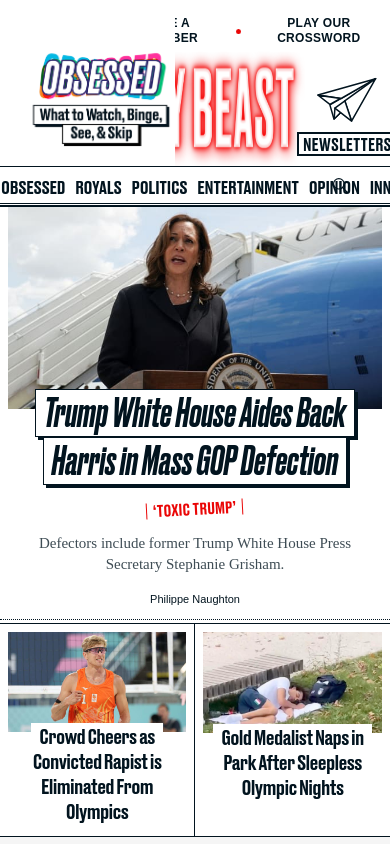 PLAY OUR
CROSSWORD
OBSESSED
What to Watch, Binge,
See, & Skip
Y BEAST
NEWSLETTERS
OBSESSED ROYALS POLITICS ENTERTAINMENT OPINION INN
UNIT
Trump White House Aides Back
Harris in Mass GOP Defection
'TOXIC TRUMP'
Defectors include former Trump White House Press
Secretary Stephanie Grisham.
Philippe Naughton
Crowd Cheers as
Convicted Rapist is
Eliminated From
Olympics
Gold Medalist Naps in
Park After Sleepless
Olympic Nights